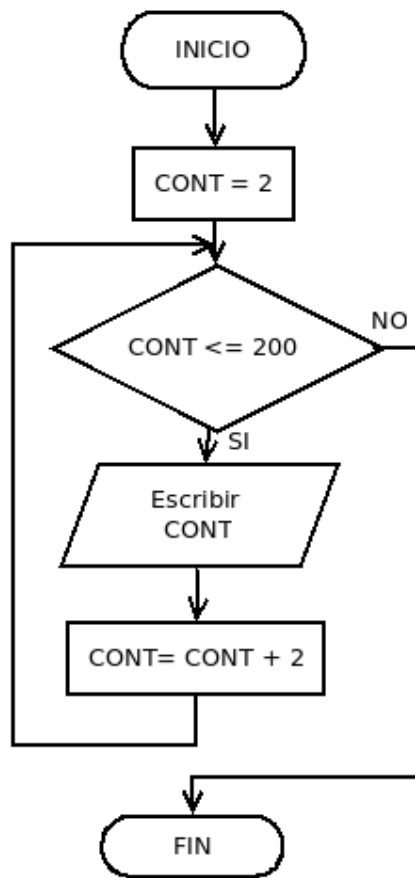 INICIO
CONT = 2
CONT <= 200
NO
SI
Escribir
CONT
CONT= CONT + 2
FIN